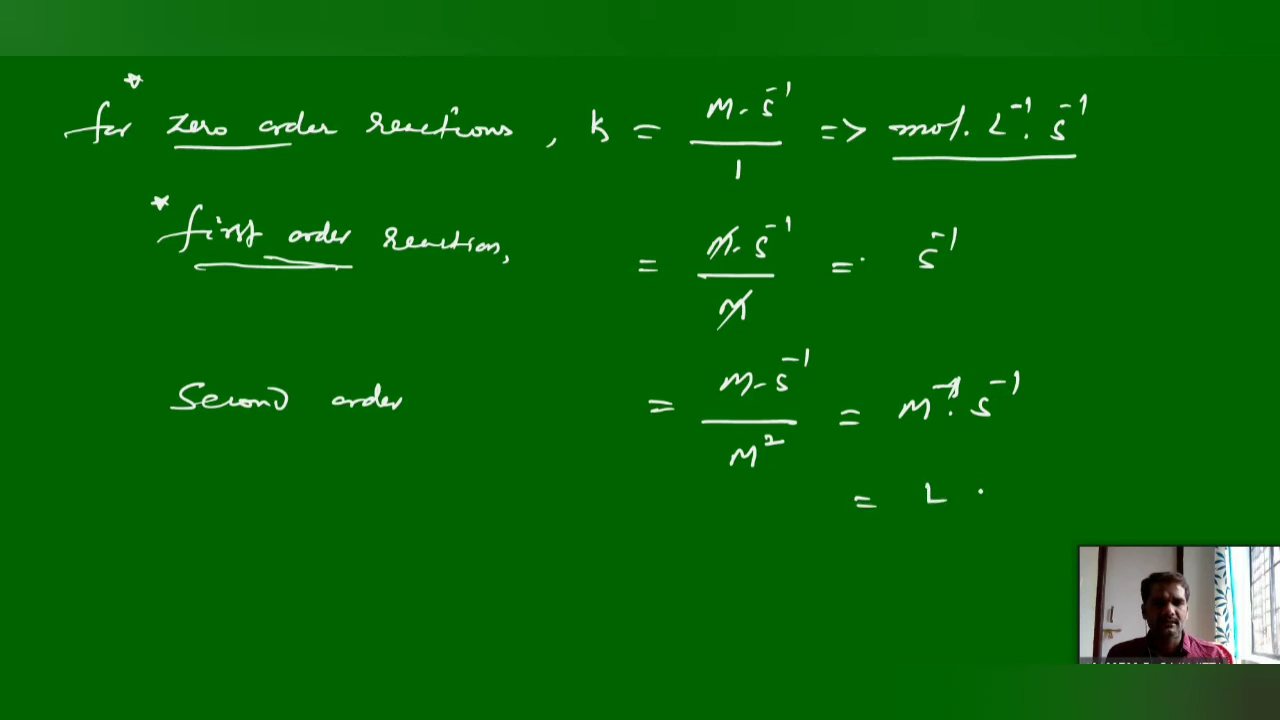 * for zero order reactions, k = M. s⁻¹ / 1 => mol. L⁻¹. s⁻¹
* first order reaction, = M. s⁻¹ / M = s⁻¹
Second order = M. s⁻¹ / M² = M⁻¹. s⁻¹
= L .